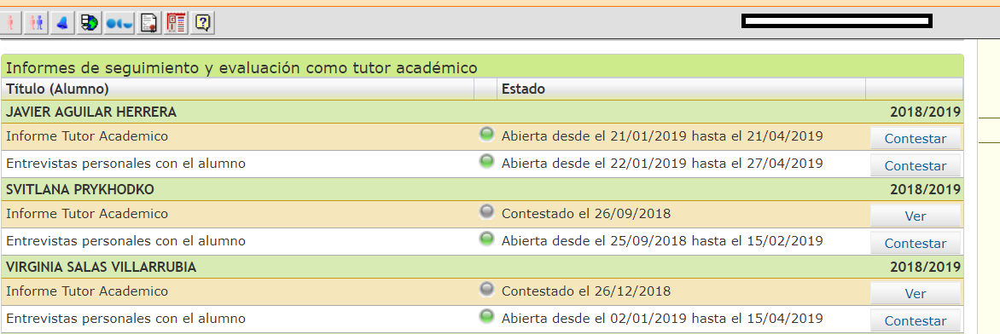 Informes de seguimiento y evaluación como tutor académico
Título (Alumno) Estado
JAVIER AGUILAR HERRERA 2018/2019
Informe Tutor Academico Abierta desde el 21/01/2019 hasta el 21/04/2019 Contestar
Entrevistas personales con el alumno Abierta desde el 22/01/2019 hasta el 27/04/2019 Contestar
SVITLANA PRYKHODKO 2018/2019
Informe Tutor Academico Contestado el 26/09/2018 Ver
Entrevistas personales con el alumno Abierta desde el 25/09/2018 hasta el 15/02/2019 Contestar
VIRGINIA SALAS VILLARRUBIA 2018/2019
Informe Tutor Academico Contestado el 26/12/2018 Ver
Entrevistas personales con el alumno Abierta desde el 02/01/2019 hasta el 15/04/2019 Contestar